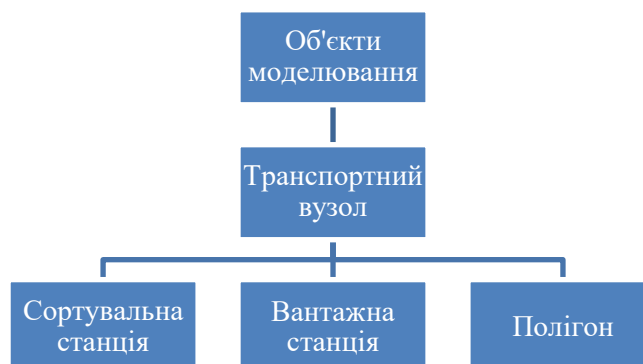 Об'єкти
моделювання
Транспортний
вузол
Сортувальна
станція
Вантажна
станція
Полігон